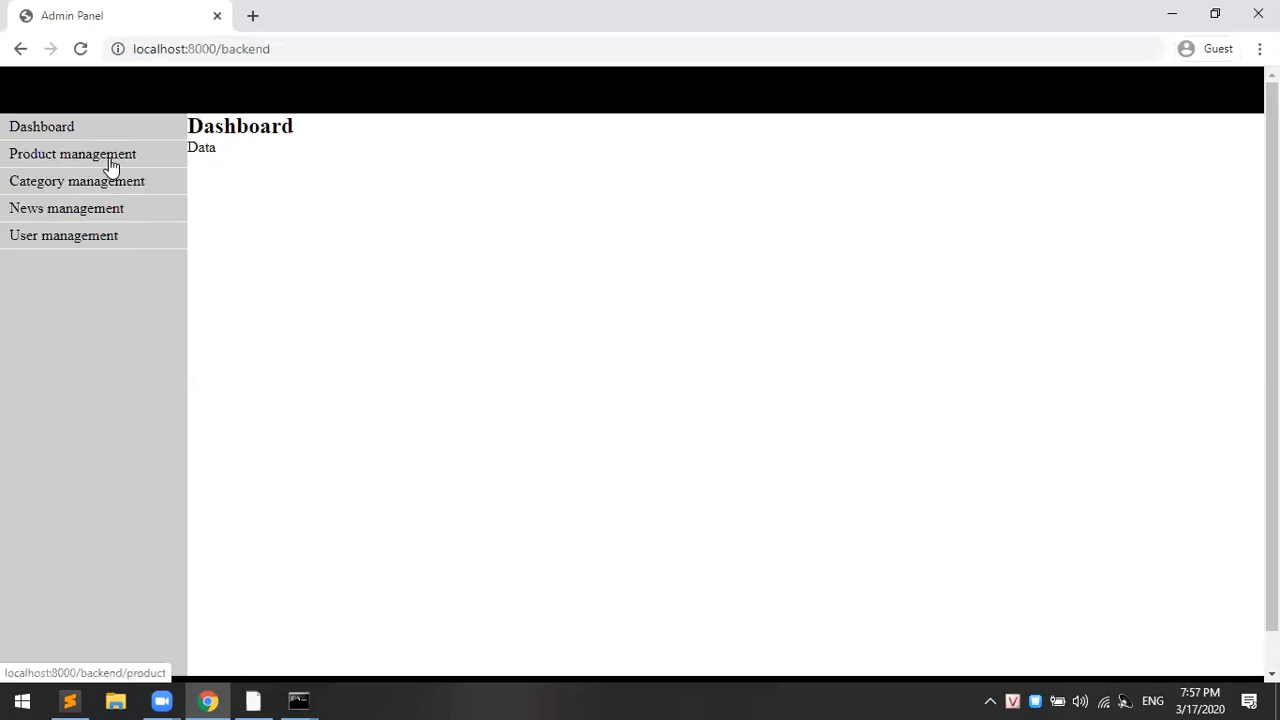 Admin Panel
localhost:8000/backend
Guest
Dashboard
Product management
Category management
News management
User management
Dashboard
Data
localhost:8000/backend/product
ENG
7:57 PM
3/17/2020